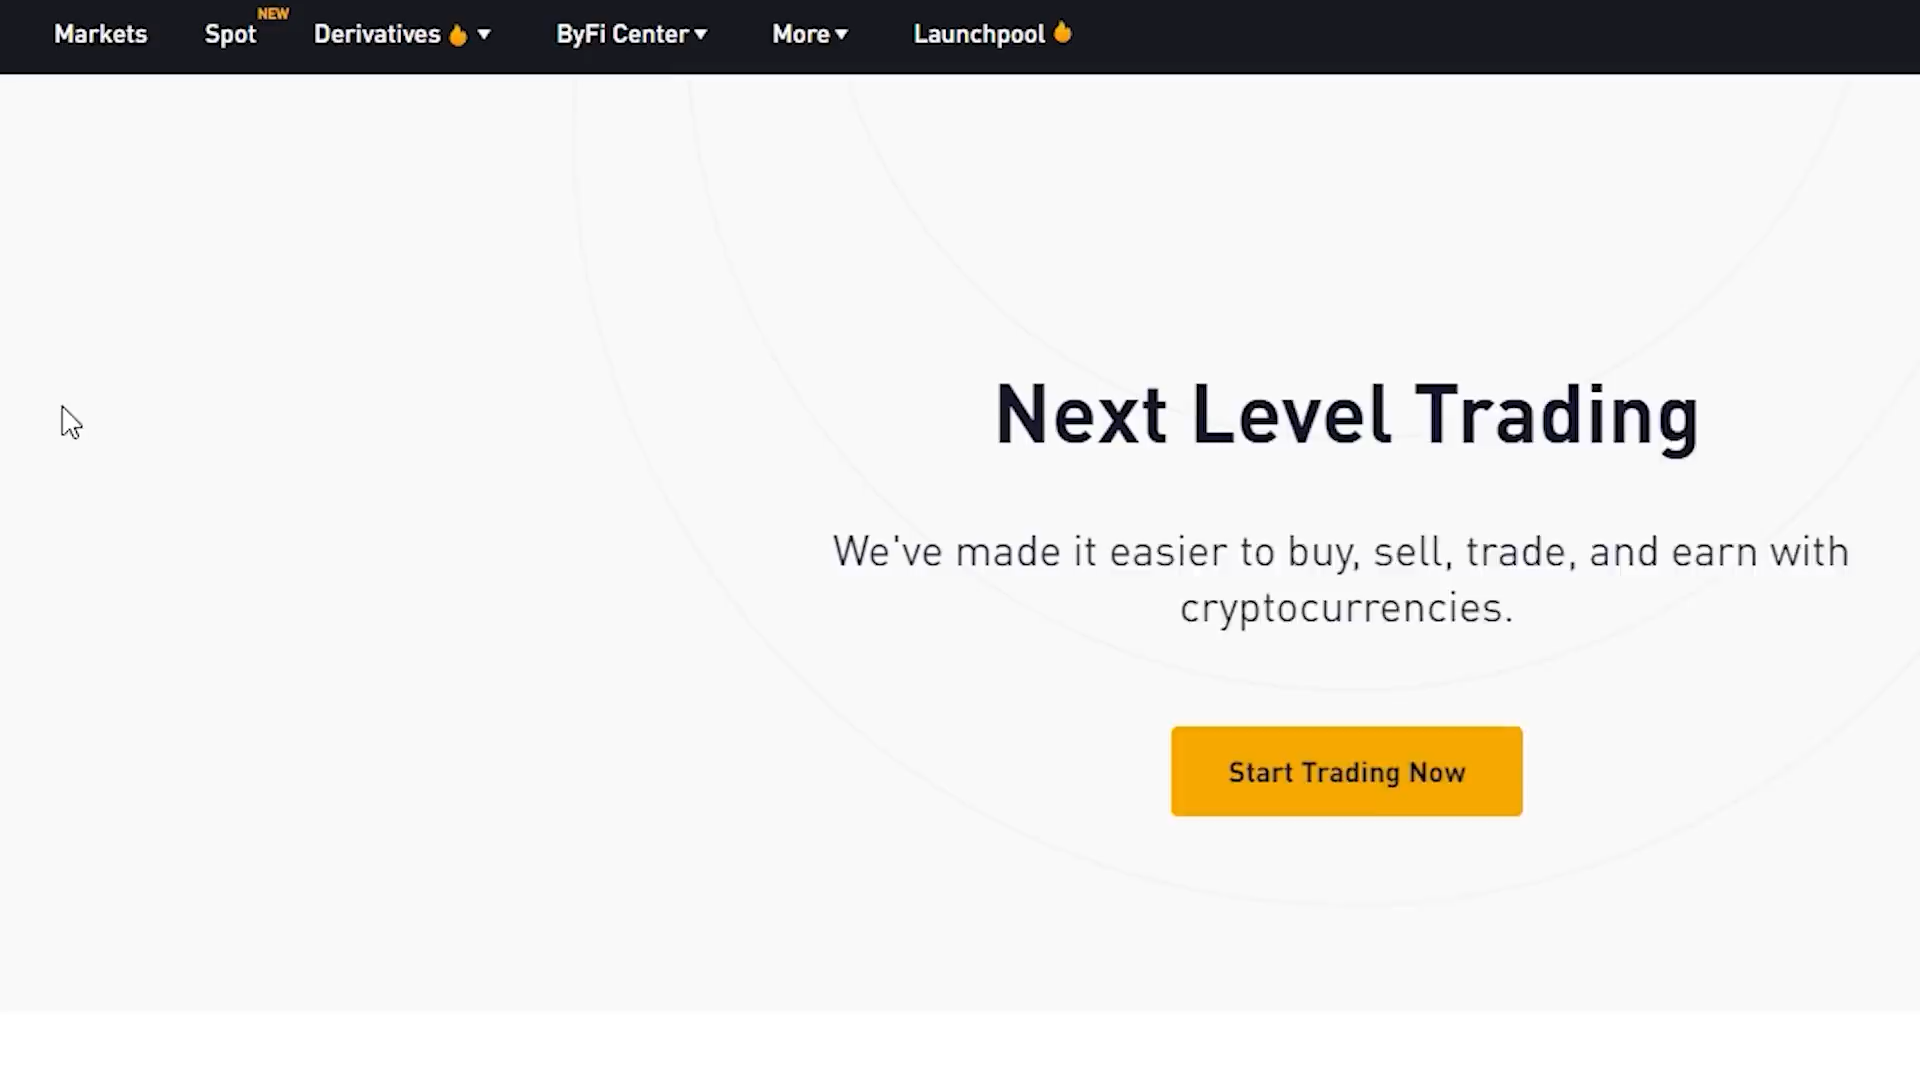 Markets Spot NEW Derivatives ByFi Center More Launchpool
Next Level Trading
We've made it easier to buy, sell, trade, and earn with
cryptocurrencies.
Start Trading Now